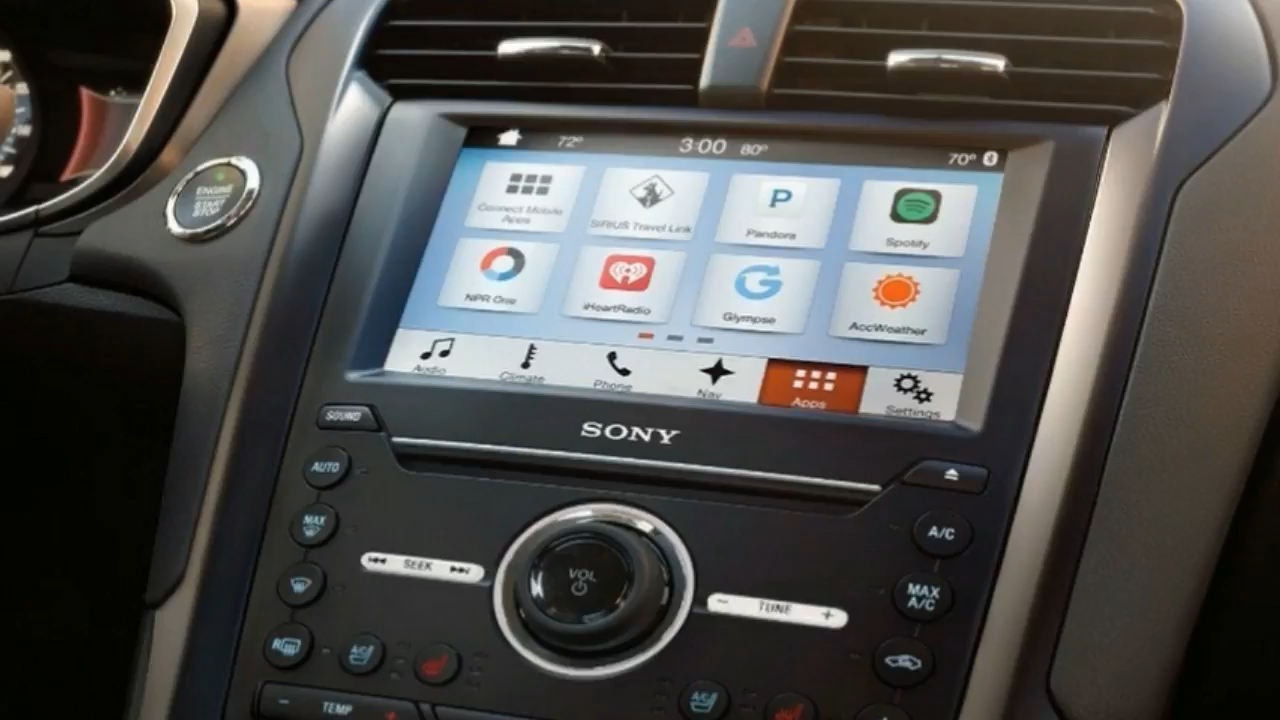 72° 3:00 80° 70°
ENGINE
START
STOP
Connect Mobile
Apps
SIRIUS Travel Link
P
Pandora
Spotify
NPR One
iHeartRadio
Glympse
AccWeather
Audio
Climate
Phone
Nav
Apps
Settings
SOUND
SONY
AUTO
MAX
SEEK
VOL
TUNE
A/C
MAX
A/C
R
A/C
A/C
TEMP